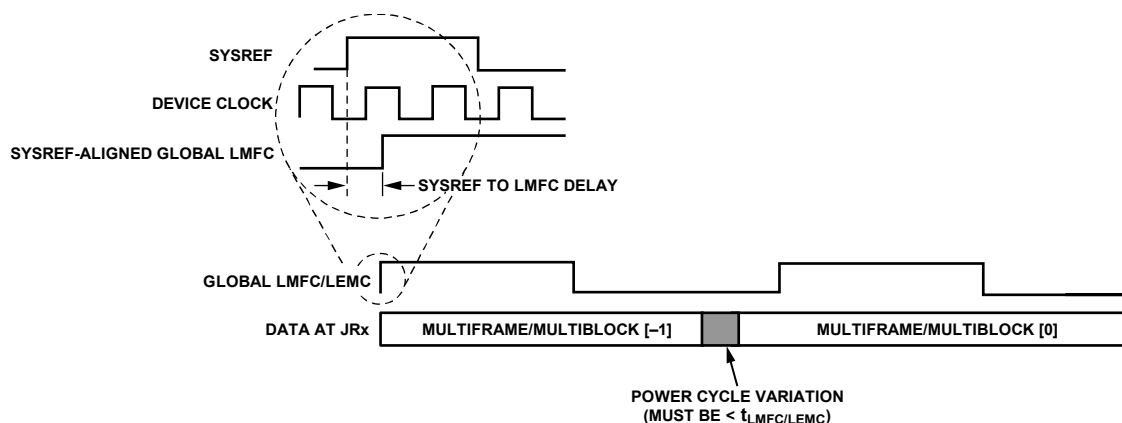 SYSREF
DEVICE CLOCK
SYSREF-ALIGNED GLOBAL LMFC
SYSREF TO LMFC DELAY
GLOBAL LMFC/LEMC
DATA AT JRx
MULTIFRAME/MULTIBLOCK [–1]
MULTIFRAME/MULTIBLOCK [0]
POWER CYCLE VARIATION
(MUST BE < tLMFC/LEMC)